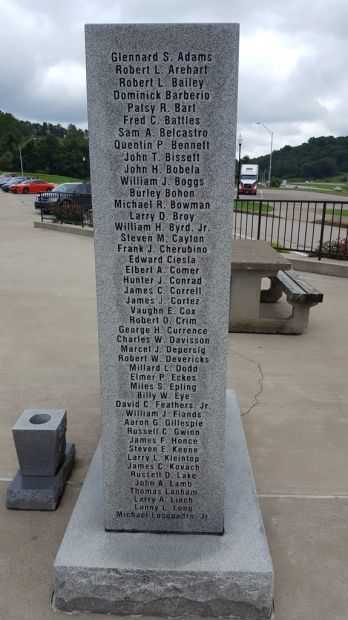 Glennard S. Adams
Robert L. Arehart
Robert L. Bailey
Dominick Barberio
Patsy R. Bart
Fred C. Battles
Sam A. Belcastro
Quentin P. Bennett
John T. Bissett
John H. Bobela
William J. Boggs
Burley Bohon
Michael R. Bowman
Larry D. Broy
William H. Byrd, Jr.
Steven M. Cayton
Frank J. Cherubino
Edward Ciesla
Elbert A. Comer
Hunter J. Conrad
James C. Correll
James J. Cortez
Vaughn E. Cox
Robert D. Crim
George H. Currence
Charles W. Davisson
Marcel J. Depersig
Robert W. Devericks
Millard L. Dodd
Elmer P. Eckes
Miles S. Epling
Billy W. Eye
David C. Feathers, Jr.
William J. Fiands
Aaron G. Gillespie
Russell C. Gwinn
James F. Honce
Steven E. Keene
Larry L. Kleintop
James C. Kovach
Russell D. Lake
John A. Lamb
Thomas Lanham
Larry A. Linch
Lanny L. Long
Michael Losquadro, Jr.